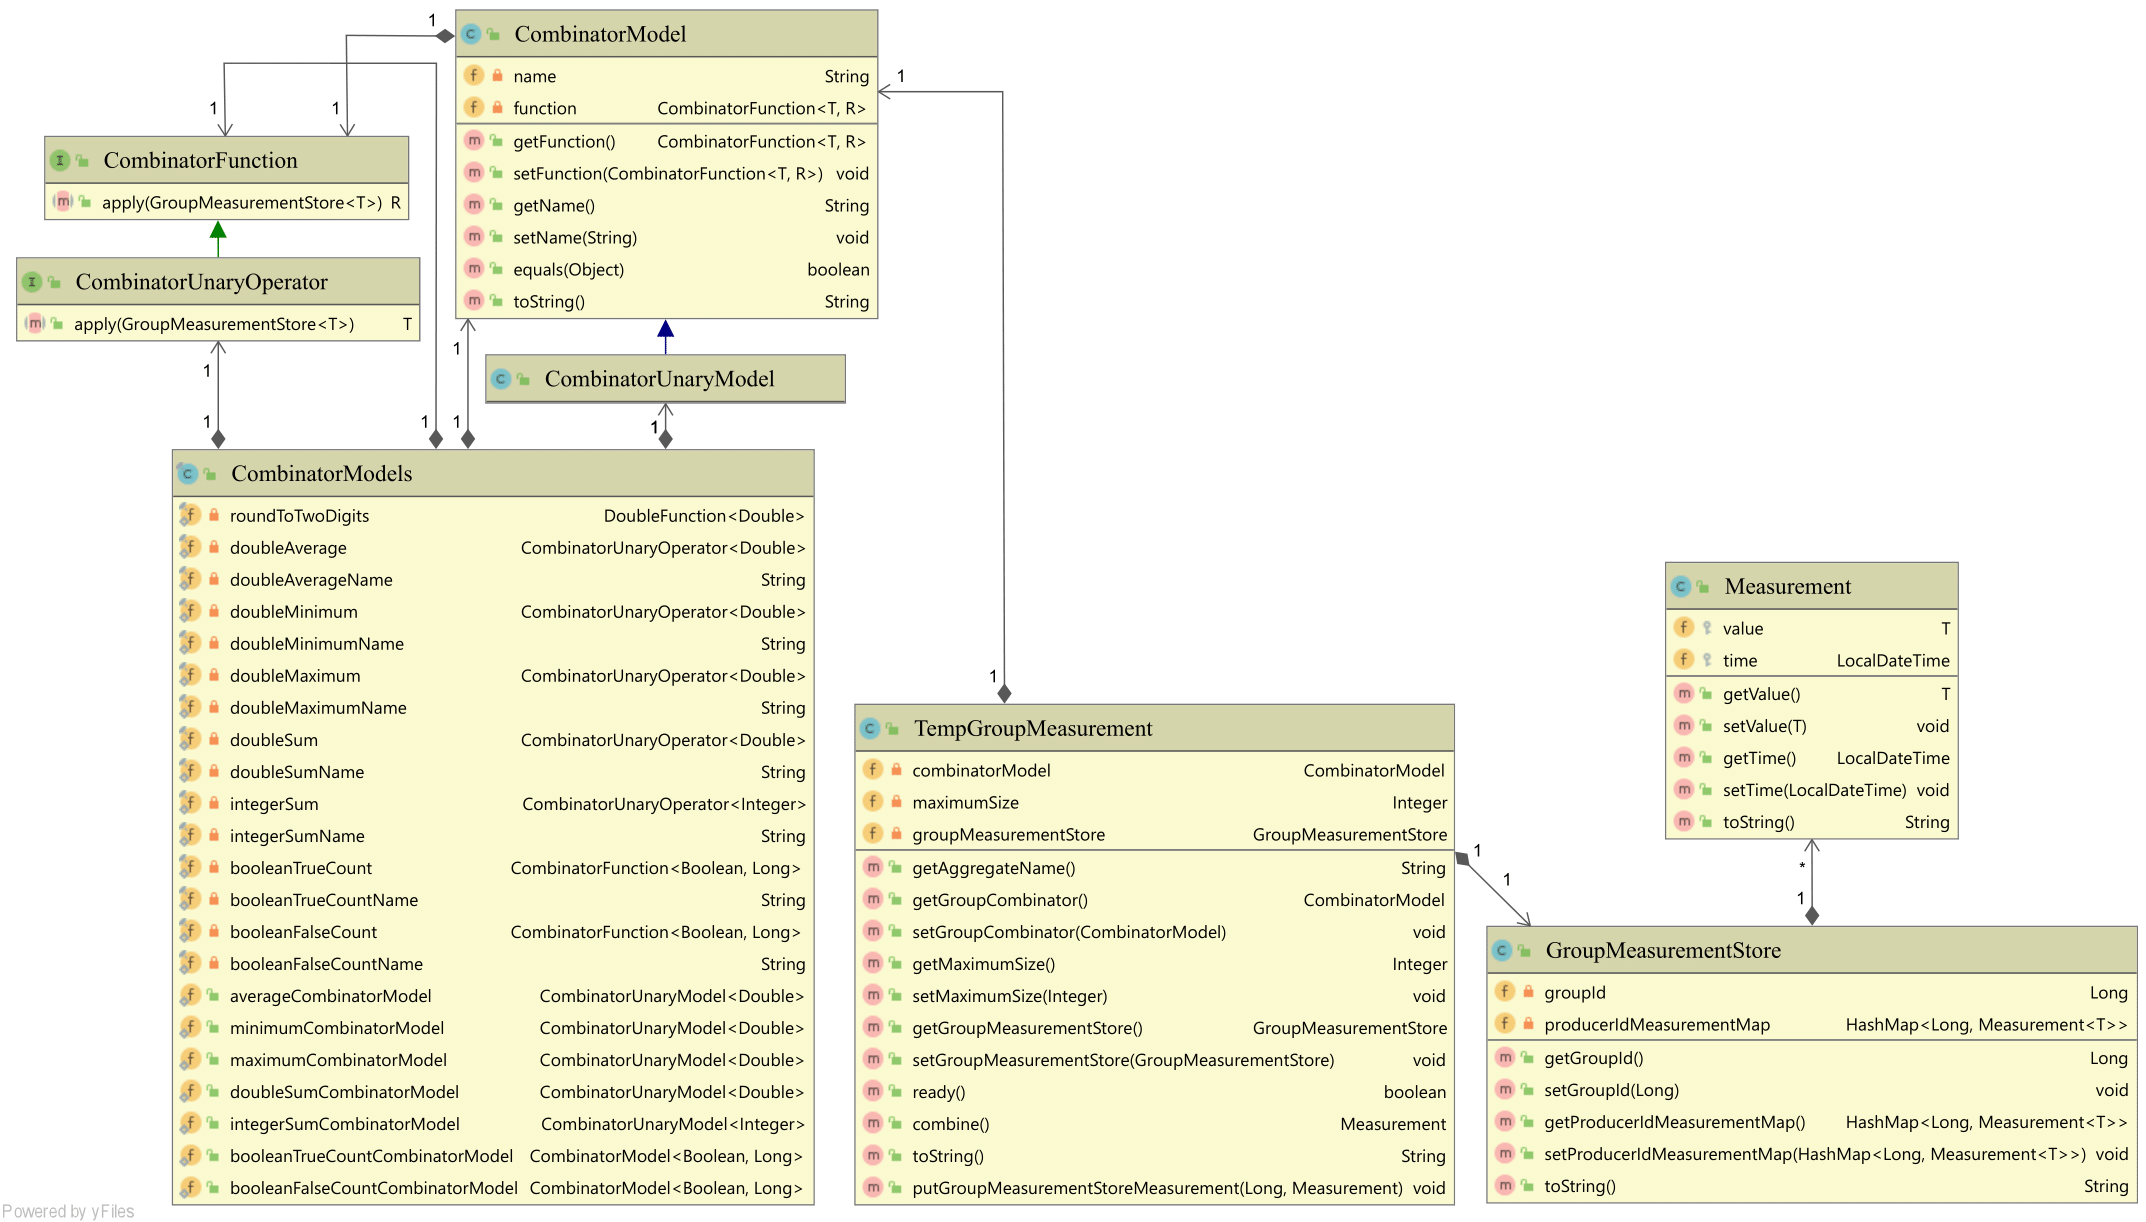 1
CombinatorModel
name String
function CombinatorFunction<T, R>
getFunction() CombinatorFunction<T, R>
setFunction(CombinatorFunction<T, R>) void
getName() String
setName(String) void
equals(Object) boolean
toString() String
1
1
1
CombinatorFunction
apply(GroupMeasurementStore<T>) R
CombinatorUnaryOperator
apply(GroupMeasurementStore<T>) T
1
1
CombinatorUnaryModel
1
1
1
1
CombinatorModels
roundToTwoDigits DoubleFunction<Double>
doubleAverage CombinatorUnaryOperator<Double>
doubleAverageName String
doubleMinimum CombinatorUnaryOperator<Double>
doubleMinimumName String
doubleMaximum CombinatorUnaryOperator<Double>
doubleMaximumName String
doubleSum CombinatorUnaryOperator<Double>
doubleSumName String
integerSum CombinatorUnaryOperator<Integer>
integerSumName String
booleanTrueCount CombinatorFunction<Boolean, Long>
booleanTrueCountName String
booleanFalseCount CombinatorFunction<Boolean, Long>
booleanFalseCountName String
averageCombinatorModel CombinatorUnaryModel<Double>
minimumCombinatorModel CombinatorUnaryModel<Double>
maximumCombinatorModel CombinatorUnaryModel<Double>
doubleSumCombinatorModel CombinatorUnaryModel<Double>
integerSumCombinatorModel CombinatorUnaryModel<Integer>
booleanTrueCountCombinatorModel CombinatorModel<Boolean, Long>
booleanFalseCountCombinatorModel CombinatorModel<Boolean, Long>
1
TempGroupMeasurement
combinatorModel CombinatorModel
maximumSize Integer
groupMeasurementStore GroupMeasurementStore
getAggregateName() String
getGroupCombinator() CombinatorModel
setGroupCombinator(CombinatorModel) void
getMaximumSize() Integer
setMaximumSize(Integer) void
getGroupMeasurementStore() GroupMeasurementStore
setGroupMeasurementStore(GroupMeasurementStore) void
ready() boolean
combine() Measurement
toString() String
putGroupMeasurementStoreMeasurement(Long, Measurement) void
1
1
Measurement
value T
time LocalDateTime
getValue() T
setValue(T) void
getTime() LocalDateTime
setTime(LocalDateTime) void
toString() String
*
1
GroupMeasurementStore
groupId Long
producerIdMeasurementMap HashMap<Long, Measurement<T>>
getGroupId() Long
setGroupId(Long) void
getProducerIdMeasurementMap() HashMap<Long, Measurement<T>>
setProducerIdMeasurementMap(HashMap<Long, Measurement<T>>) void
toString() String
Powered by yFiles